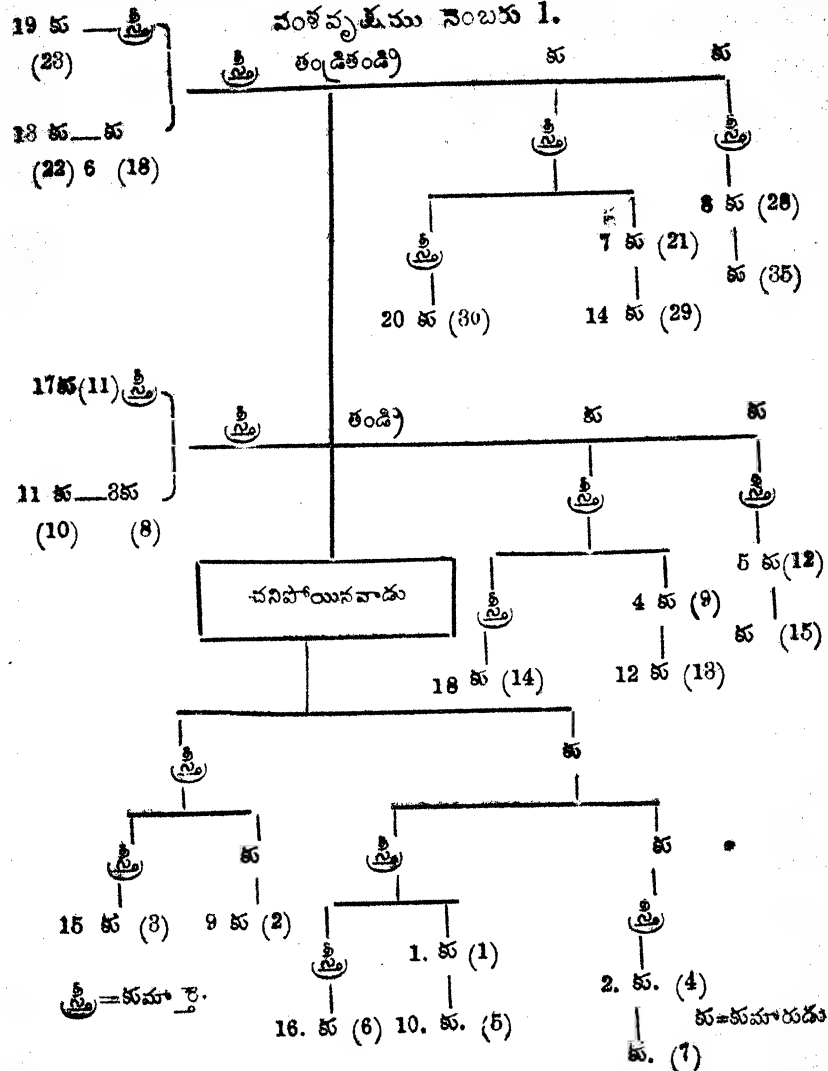 వంశవృక్షము నెంబరు 1.
19 కు — స్త్రీ
(23)
స్త్రీ తండ్రితండ్రి కు కు
13 కు — కు స్త్రీ స్త్రీ
(22) 6 (18)
8 కు (28)
స్త్రీ 7 కు (21)
కు (35)
20 కు (30) 14 కు (29)
17 కు (11) స్త్రీ
స్త్రీ తండ్రి కు కు
11 కు — 3కు స్త్రీ స్త్రీ
(10) (8)
5 కు (12)
చనిపోయినవాడు స్త్రీ 4 కు (9)
కు (15)
18 కు (14) 12 కు (13)
స్త్రీ కు
స్త్రీ కు స్త్రీ కు
15 కు (3) 9 కు (2) స్త్రీ
స్త్రీ 1. కు (1)
2. కు. (4)
స్త్రీ = కుమార్తె.
16. కు (6) 10. కు. (5) కు=కుమారుడు
కు. (7)